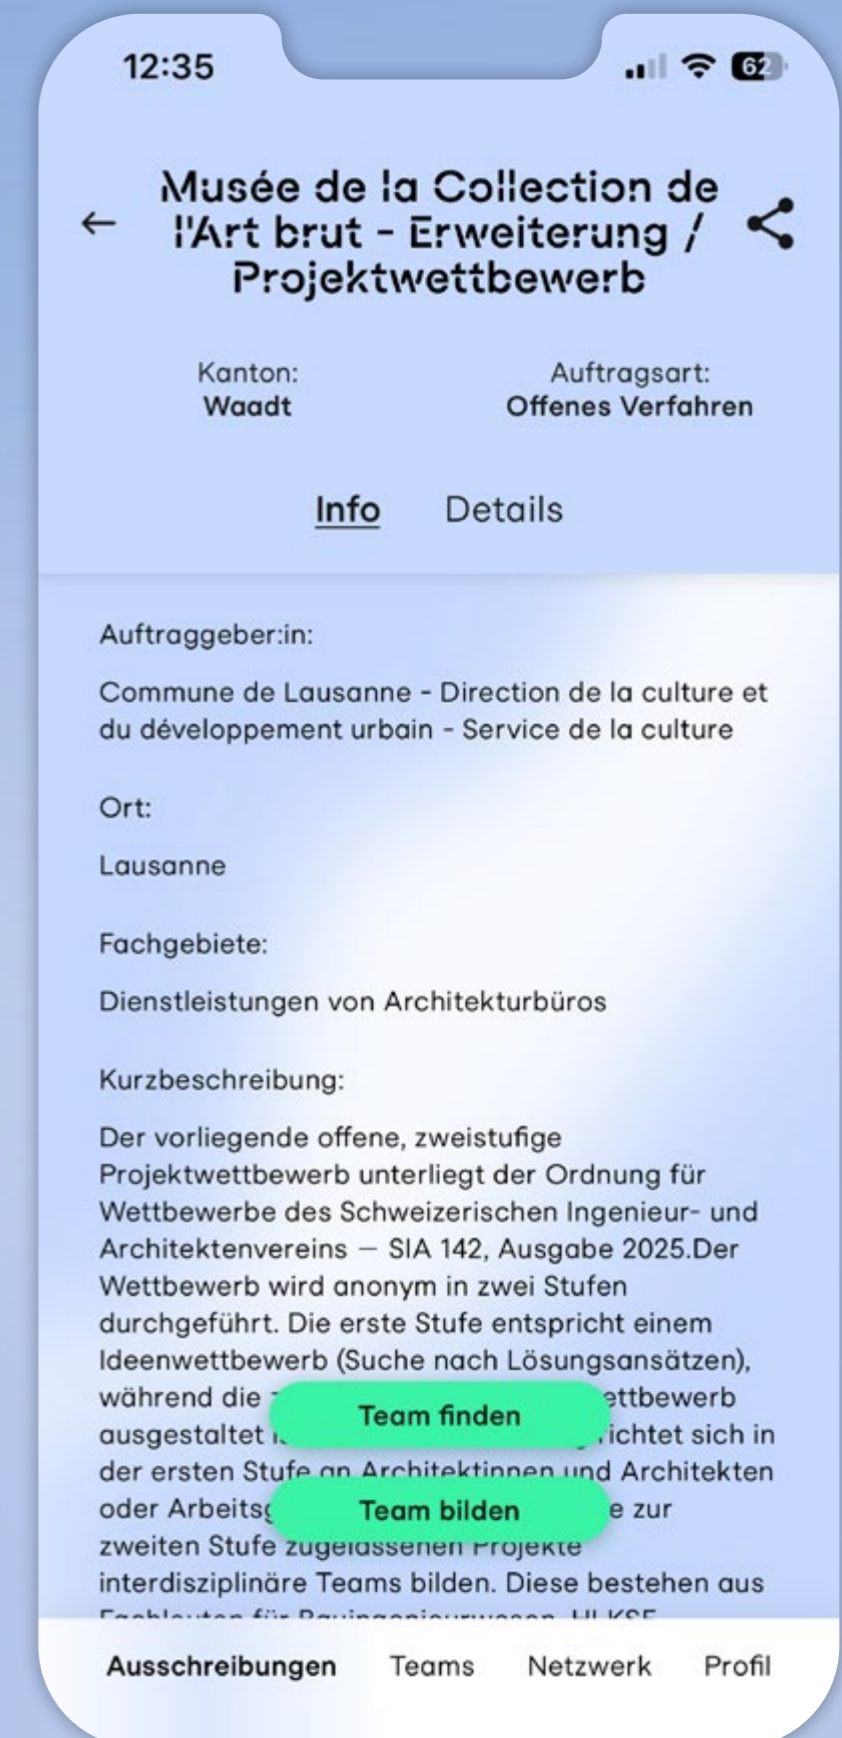 12:35
62
Musée de la Collection de
l'Art brut - Erweiterung /
Projektwettbewerb
Kanton:
Waadt
Auftragsart:
Offenes Verfahren
Info
Details
Auftraggeber:in:
Commune de Lausanne - Direction de la culture et
du développement urbain - Service de la culture
Ort:
Lausanne
Fachgebiete:
Dienstleistungen von Architekturbüros
Kurzbeschreibung:
Der vorliegende offene, zweistufige
Projektwettbewerb unterliegt der Ordnung für
Wettbewerbe des Schweizerischen Ingenieur- und
Architektenvereins — SIA 142, Ausgabe 2025.Der
Wettbewerb wird anonym in zwei Stufen
durchgeführt. Die erste Stufe entspricht einem
Ideenwettbewerb (Suche nach Lösungsansätzen),
während die ettbewerb
Team finden
ausgestaltet richtet sich in
der ersten Stufe an Architektinnen und Architekten
oder Arbeitsg e zur
Team bilden
zweiten Stufe zugelassenen Projekte
interdisziplinäre Teams bilden. Diese bestehen aus
Fachleuten für Bauingenieurwesen, HLKSE
Ausschreibungen
Teams
Netzwerk
Profil